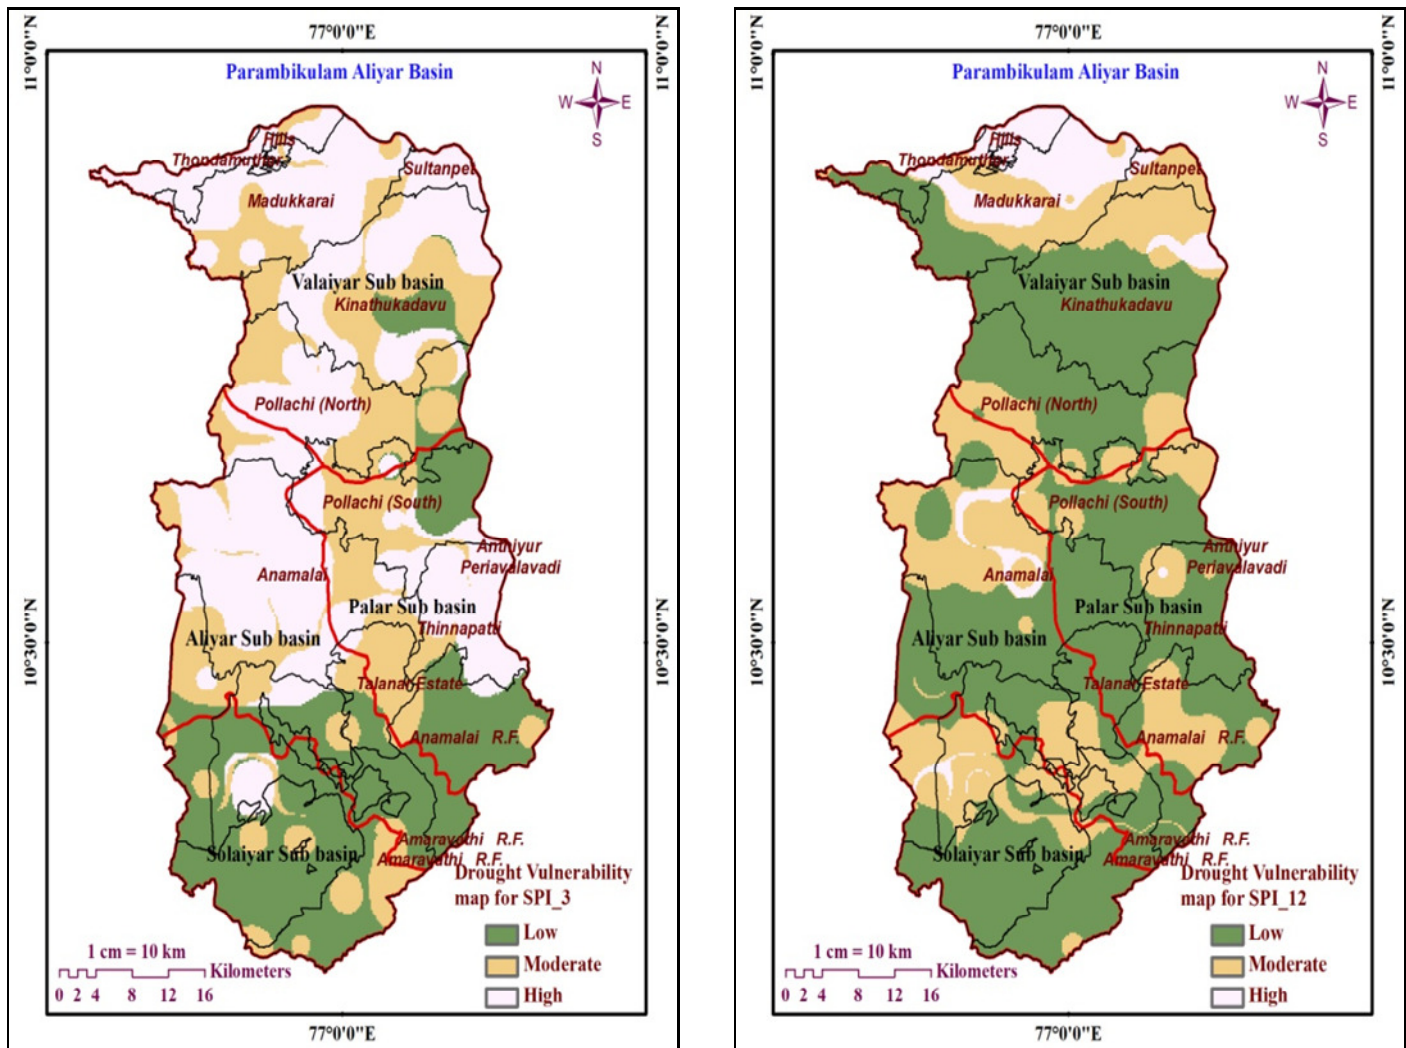 77°0'0"E
11°0'0"N
11°0'0"N
Parambikulam Aliyar Basin
N
W
E
S
Hills
Thondamuthur
Sultanpet
Madukkarai
Valaiyar Sub basin
Kinathukadavu
Pollachi (North)
Pollachi (South)
Anthiyur
Periavalavadi
Anamalai
Palar Sub basin
Thinnapatti
Aliyar Sub basin
10°30'0"N
10°30'0"N
Talanar Estate
Anamalai R.F.
Amaravathi R.F.
Amaravathi R.F.
Solaiyar Sub basin
Drought Vulnerability
map for SPI_3
Low
Moderate
High
1 cm = 10 km
Kilometers
0 2 4 8 12 16
77°0'0"E
77°0'0"E
11°0'0"N
11°0'0"N
Parambikulam Aliyar Basin
N
W
E
S
Hills
Thondamuthur
Sultanpet
Madukkarai
Valaiyar Sub basin
Kinathukadavu
Pollachi (North)
Pollachi (South)
Anthiyur
Periavalavadi
Anamalai
Palar Sub basin
Thinnapatti
Aliyar Sub basin
10°30'0"N
10°30'0"N
Talanar Estate
Anamalai R.F.
Amaravathi R.F.
Amaravathi R.F.
Solaiyar Sub basin
Drought Vulnerability
map for SPI_12
Low
Moderate
High
1 cm = 10 km
Kilometers
0 2 4 8 12 16
77°0'0"E